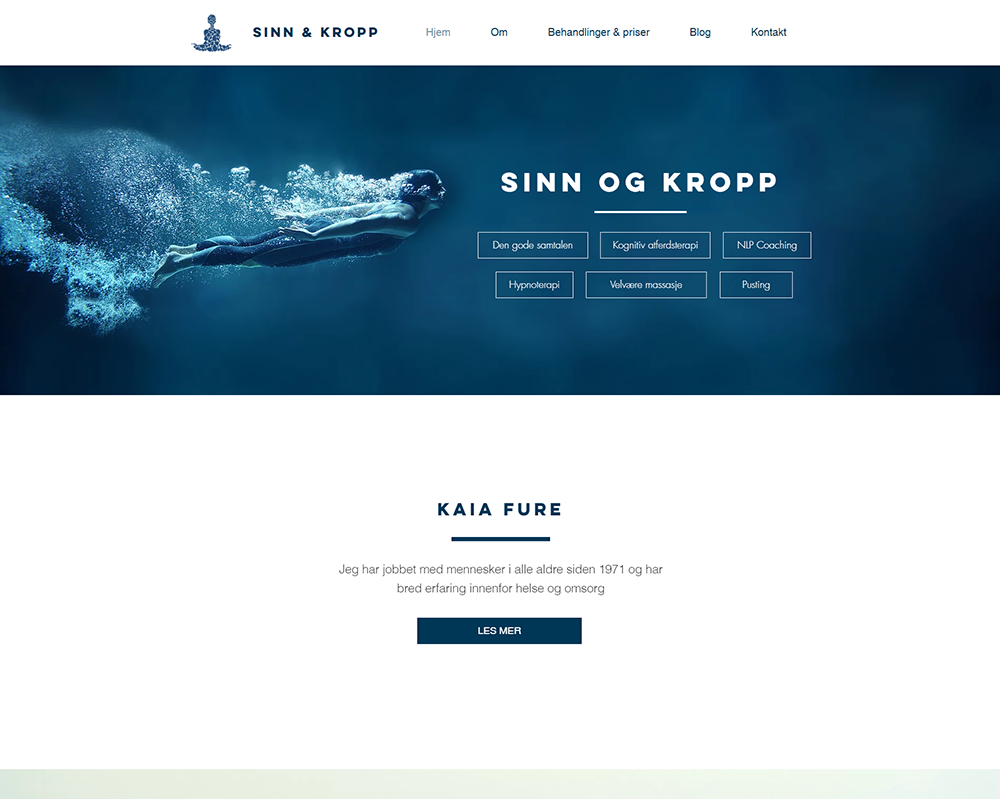 SINN & KROPP
Hjem Om Behandlinger & priser Blog Kontakt
SINN OG KROPP
Den gode samtalen Kognitiv atferdsterapi NLP Coaching
Hypnoterapi Velvære massasje Pusting
KAIA FURE
Jeg har jobbet med mennesker i alle aldre siden 1971 og har
bred erfaring innenfor helse og omsorg
LES MER